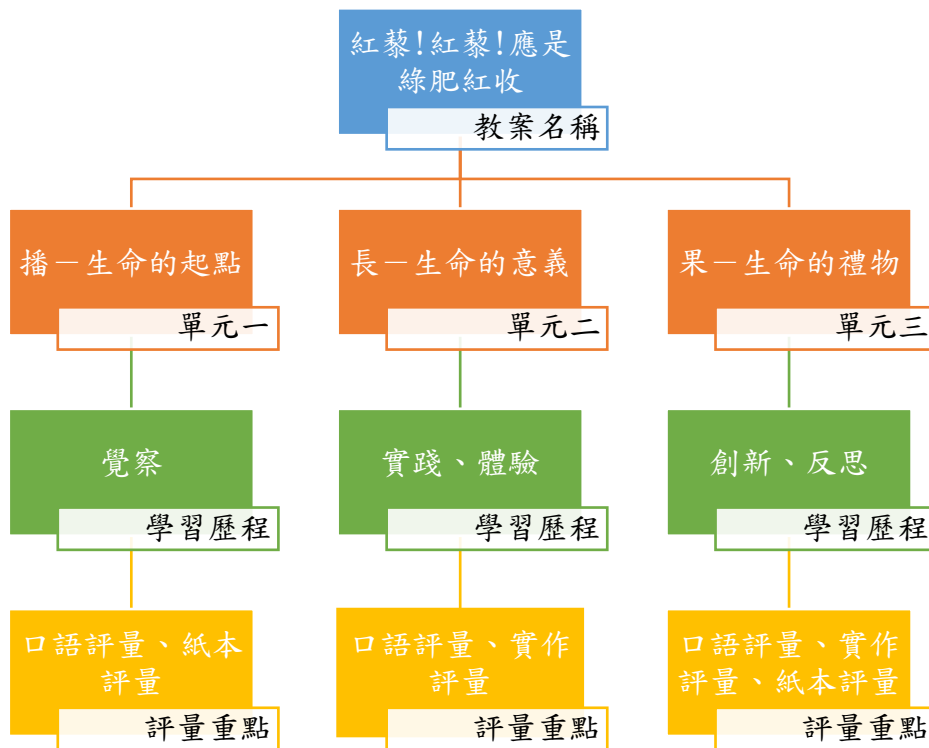 紅藜!紅藜!應是
綠肥紅收
教案名稱
播－生命的起點
單元一
長－生命的意義
單元二
果－生命的禮物
單元三
覺察
學習歷程
實踐、體驗
學習歷程
創新、反思
學習歷程
口語評量、紙本
評量
評量重點
口語評量、實作
評量
評量重點
口語評量、實作
評量、紙本評量
評量重點